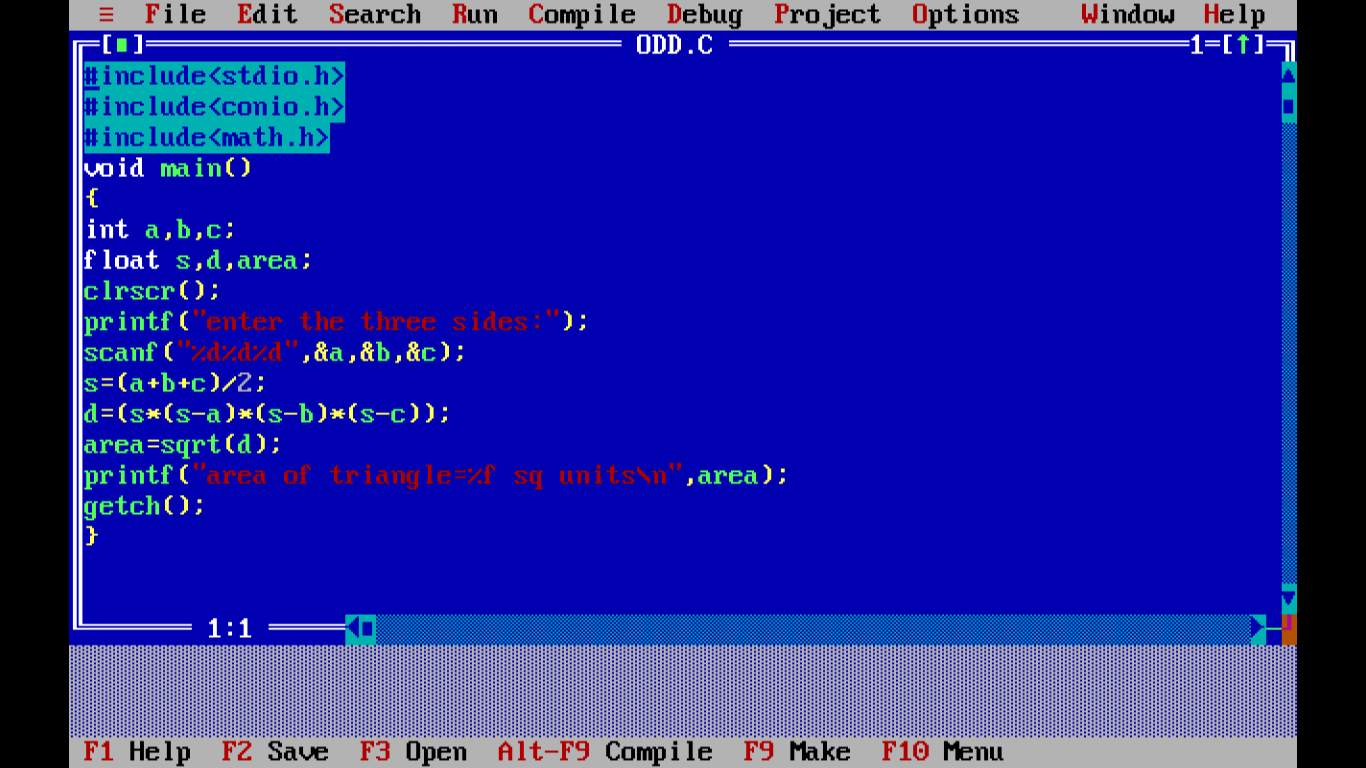 ≡ File Edit Search Run Compile Debug Project Options Window Help
[■] ODD.C 1=[↑]
#include<stdio.h>
#include<conio.h>
#include<math.h>
void main()
{
int a,b,c;
float s,d,area;
clrscr();
printf("enter the three sides:");
scanf("%d%d%d",&a,&b,&c);
s=(a+b+c)/2;
d=(s*(s-a)*(s-b)*(s-c));
area=sqrt(d);
printf("area of triangle=%f sq units\n",area);
getch();
}
1:1
F1 Help F2 Save F3 Open Alt-F9 Compile F9 Make F10 Menu